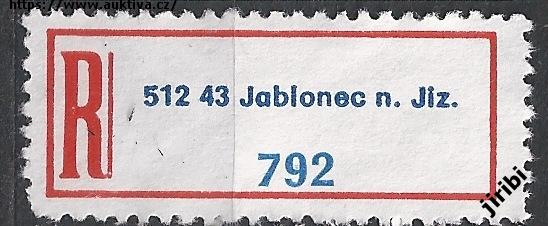 https://www.auktiva.cz/
R
512 43 Jablonec n. Jiz.
792
jiribi